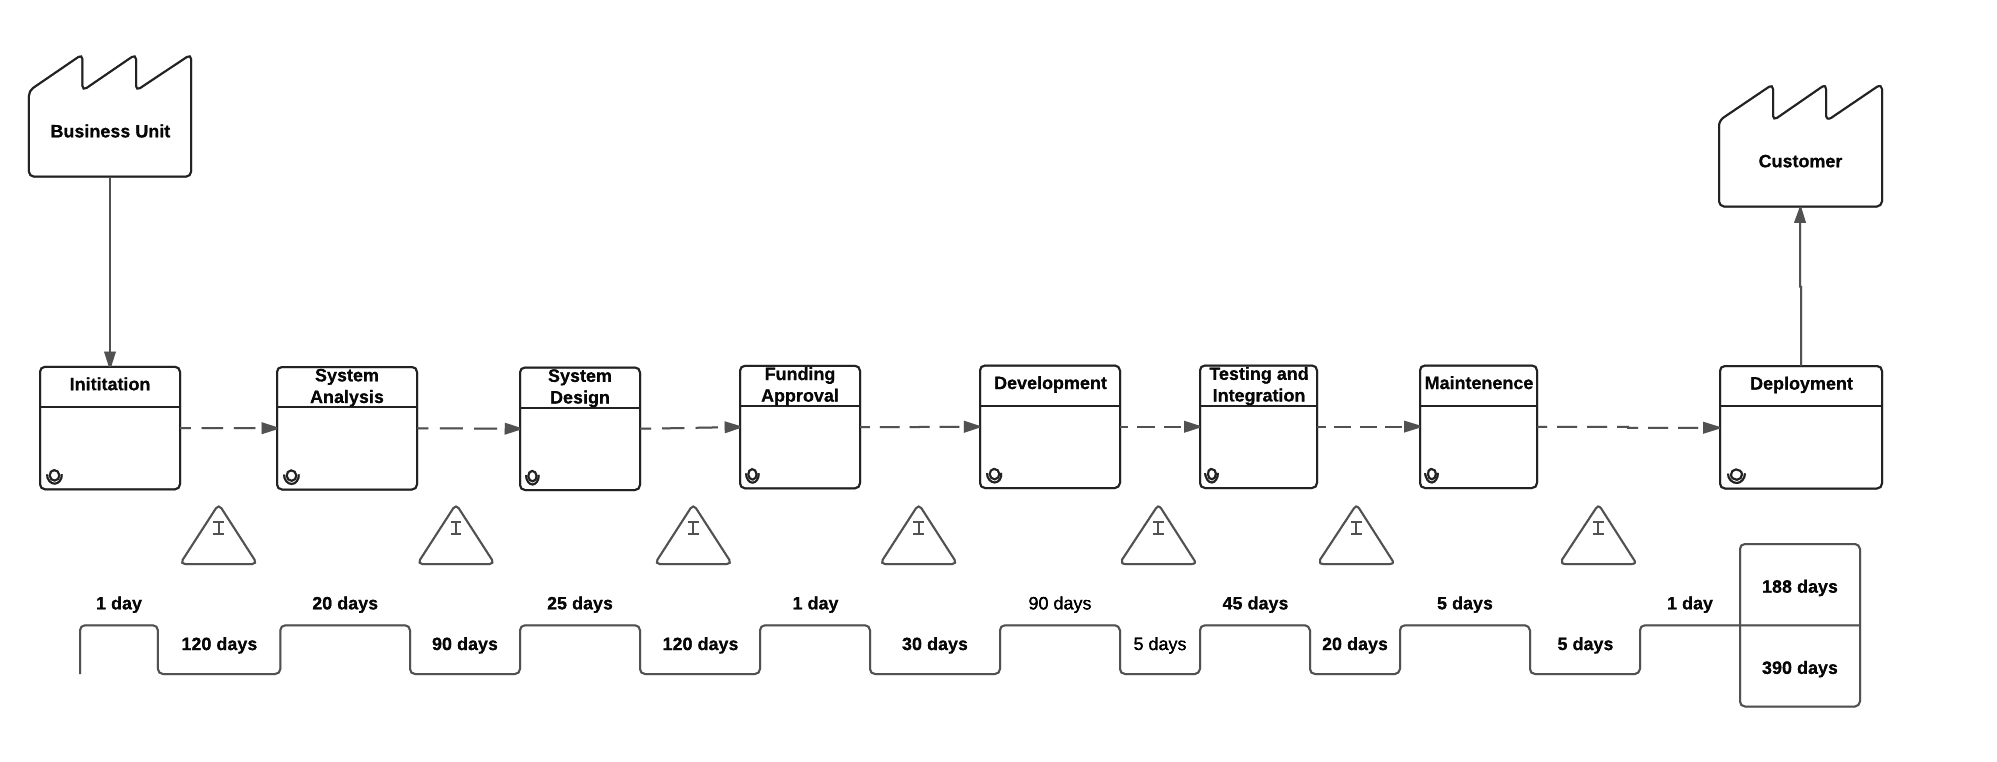 Business Unit
Customer
Inititation
System
Analysis
System
Design
Funding
Approval
Development
Testing and
Integration
Maintenence
Deployment
I
I
I
I
I
I
I
1 day
20 days
25 days
1 day
90 days
45 days
5 days
1 day
188 days
120 days
90 days
120 days
30 days
5 days
20 days
5 days
390 days